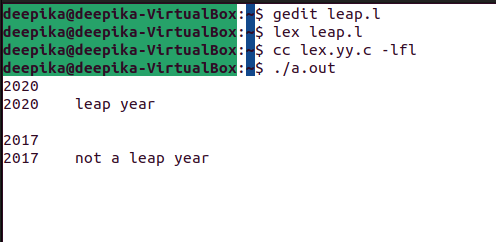 deepika@deepika-VirtualBox:~$ gedit leap.l
deepika@deepika-VirtualBox:~$ lex leap.l
deepika@deepika-VirtualBox:~$ cc lex.yy.c -lfl
deepika@deepika-VirtualBox:~$ ./a.out
2020
2020    leap year
2017
2017    not a leap year